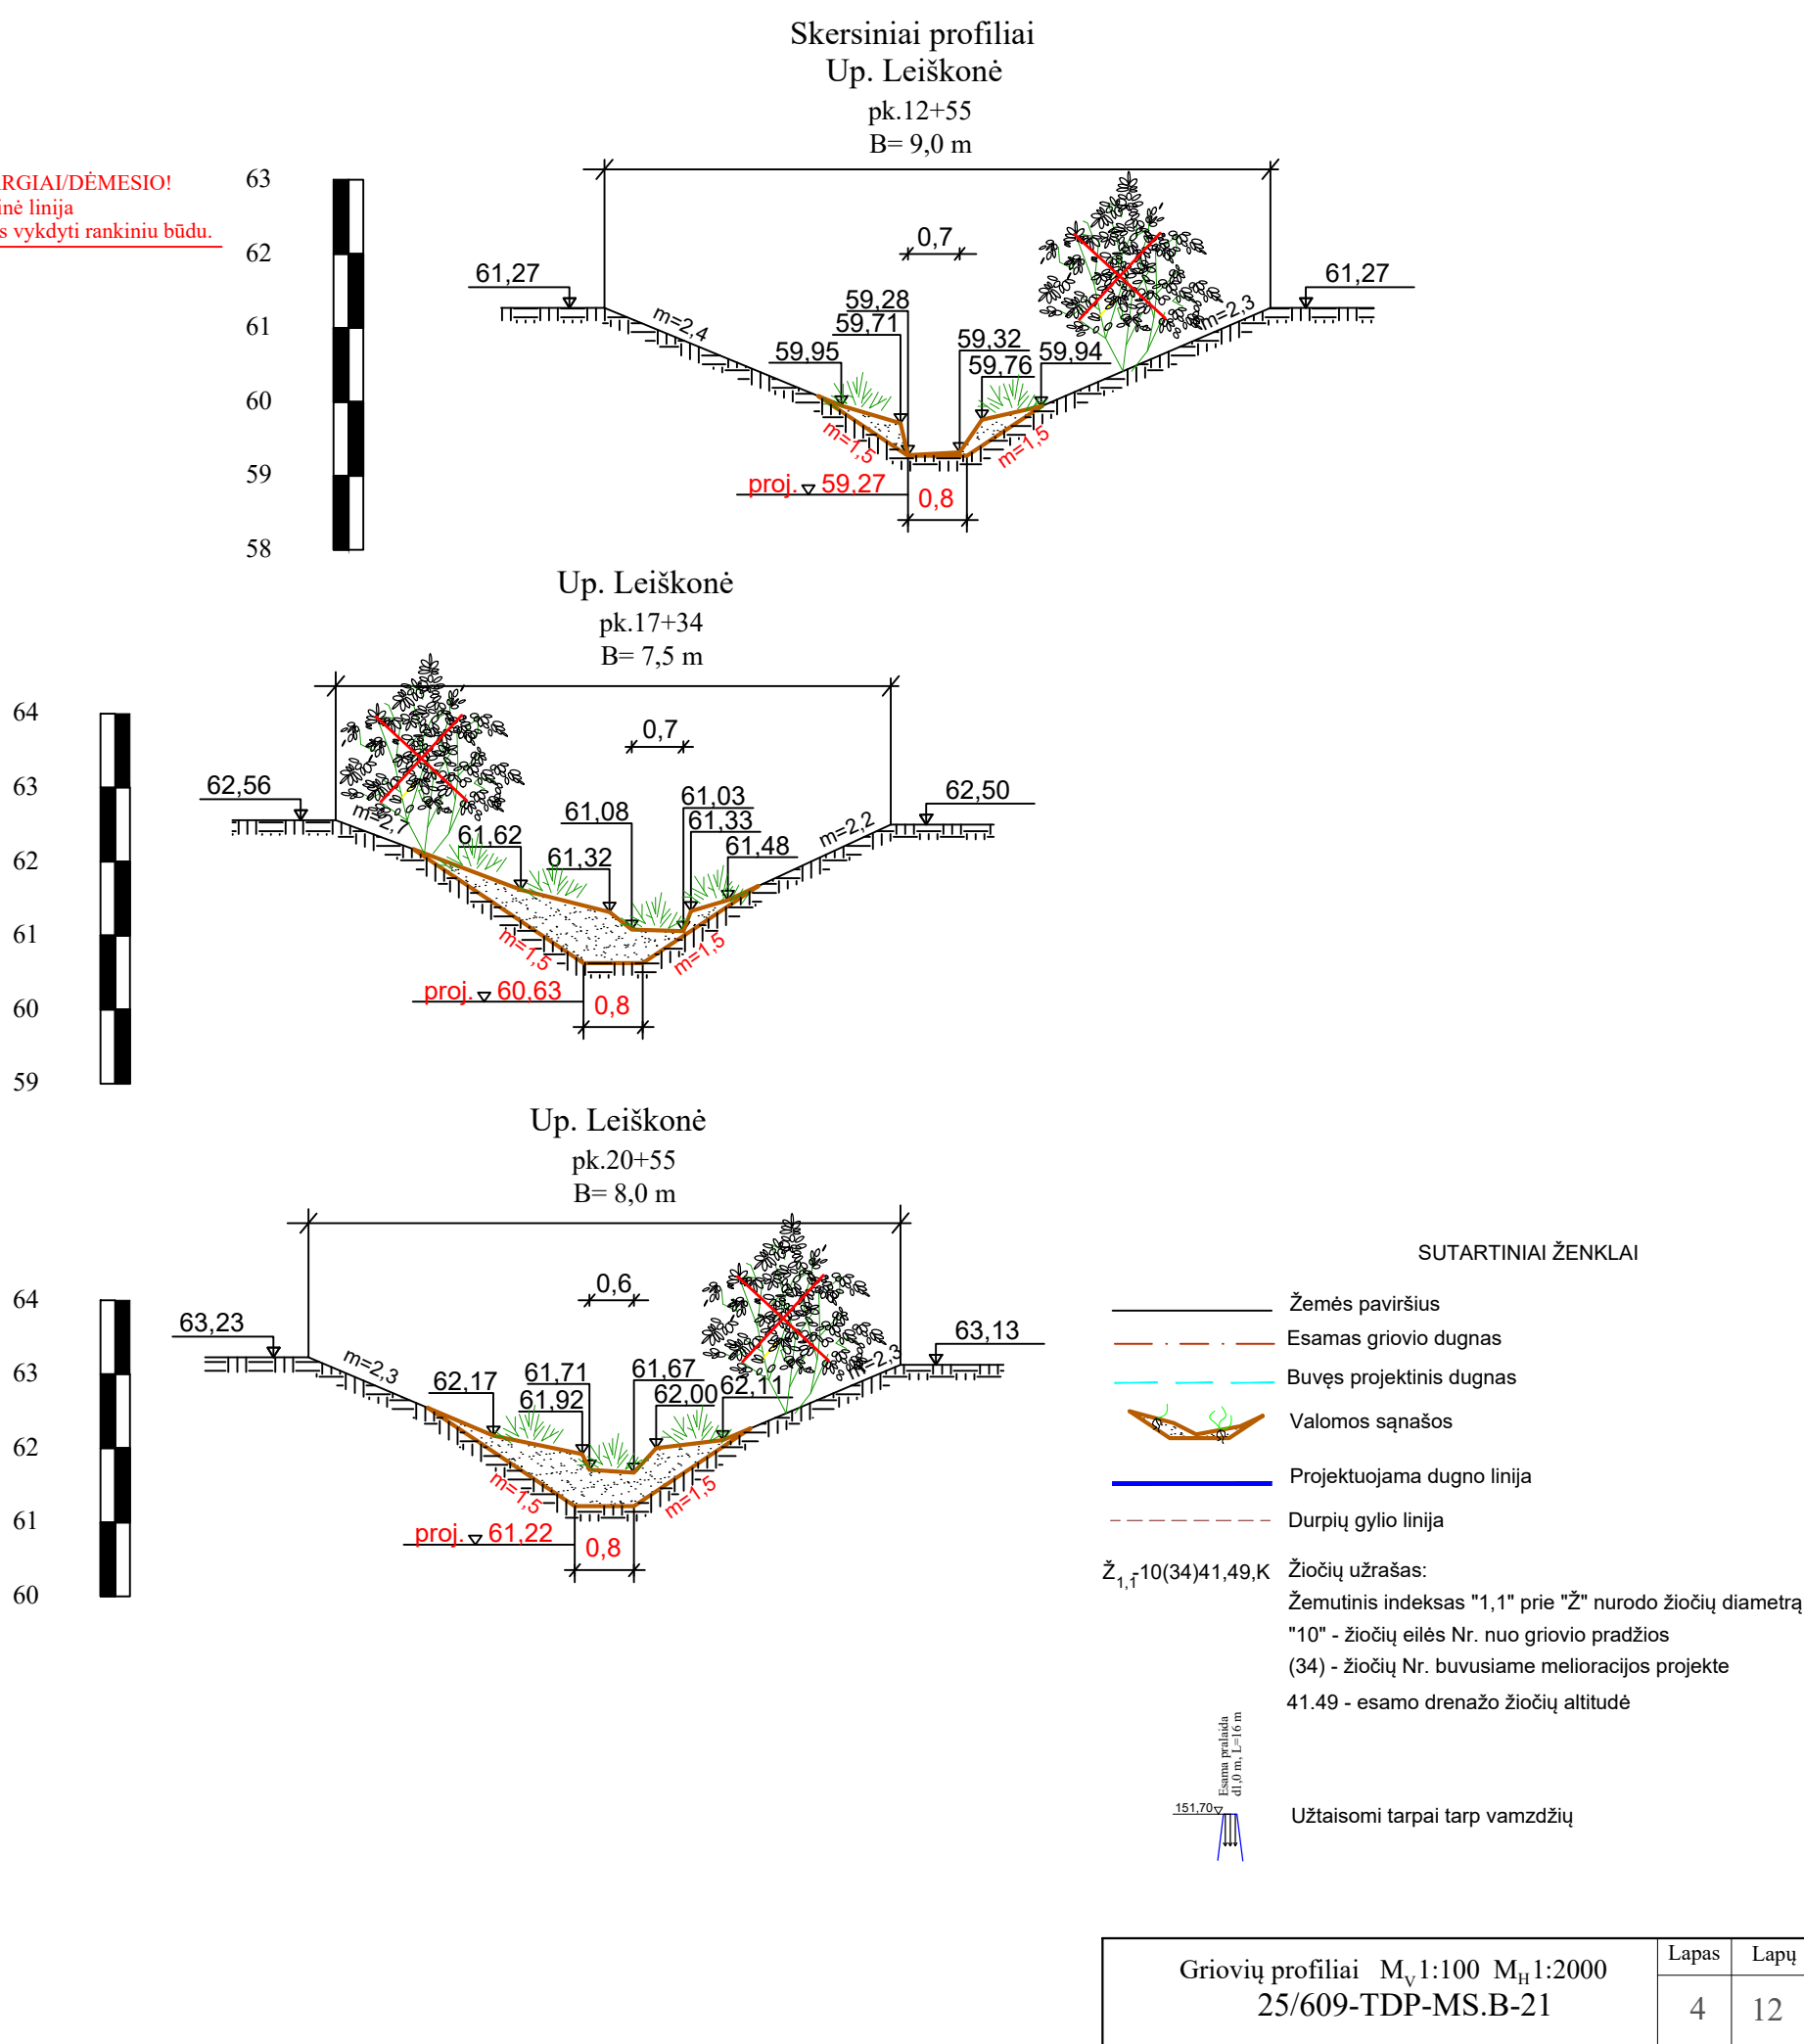 Skersiniai profiliai
Up. Leiškonė
pk.12+55
B= 9,0 m
RGIAI/DĖMESIO!
inė linija
s vykdyti rankiniu būdu.
63
62
61
60
59
58
0,7
61,27
61,27
m=2,4
m=2,3
59,28
59,71
59,95
59,32
59,76
59,94
m=1,5
m=1,5
proj. 59,27
0,8
Up. Leiškonė
pk.17+34
B= 7,5 m
64
63
62
61
60
59
0,7
62,56
62,50
m=2,7
m=2,2
61,62
61,32
61,08
61,03
61,33
61,48
m=1,5
m=1,5
proj. 60,63
0,8
Up. Leiškonė
pk.20+55
B= 8,0 m
64
63
62
61
60
0,6
63,23
63,13
m=2,3
m=2,3
62,17
61,71
61,92
61,67
62,00
62,11
m=1,5
m=1,5
proj. 61,22
0,8
SUTARTINIAI ŽENKLAI
Žemės paviršius
Esamas griovio dugnas
Buvęs projektinis dugnas
Valomos sąnašos
Projektuojama dugno linija
Durpių gylio linija
Ž1,1-10(34)41,49,K Žiočių užrašas:
Žemutinis indeksas "1,1" prie "Ž" nurodo žiočių diametrą
"10" - žiočių eilės Nr. nuo griovio pradžios
(34) - žiočių Nr. buvusiame melioracijos projekte
41.49 - esamo drenažo žiočių altitudė
Esama pralaida
d1,0 m, L=16 m
151,70
Užtaisomi tarpai tarp vamzdžių
Griovių profiliai MV1:100 MH1:2000
25/609-TDP-MS.B-21
Lapas Lapų
4 12